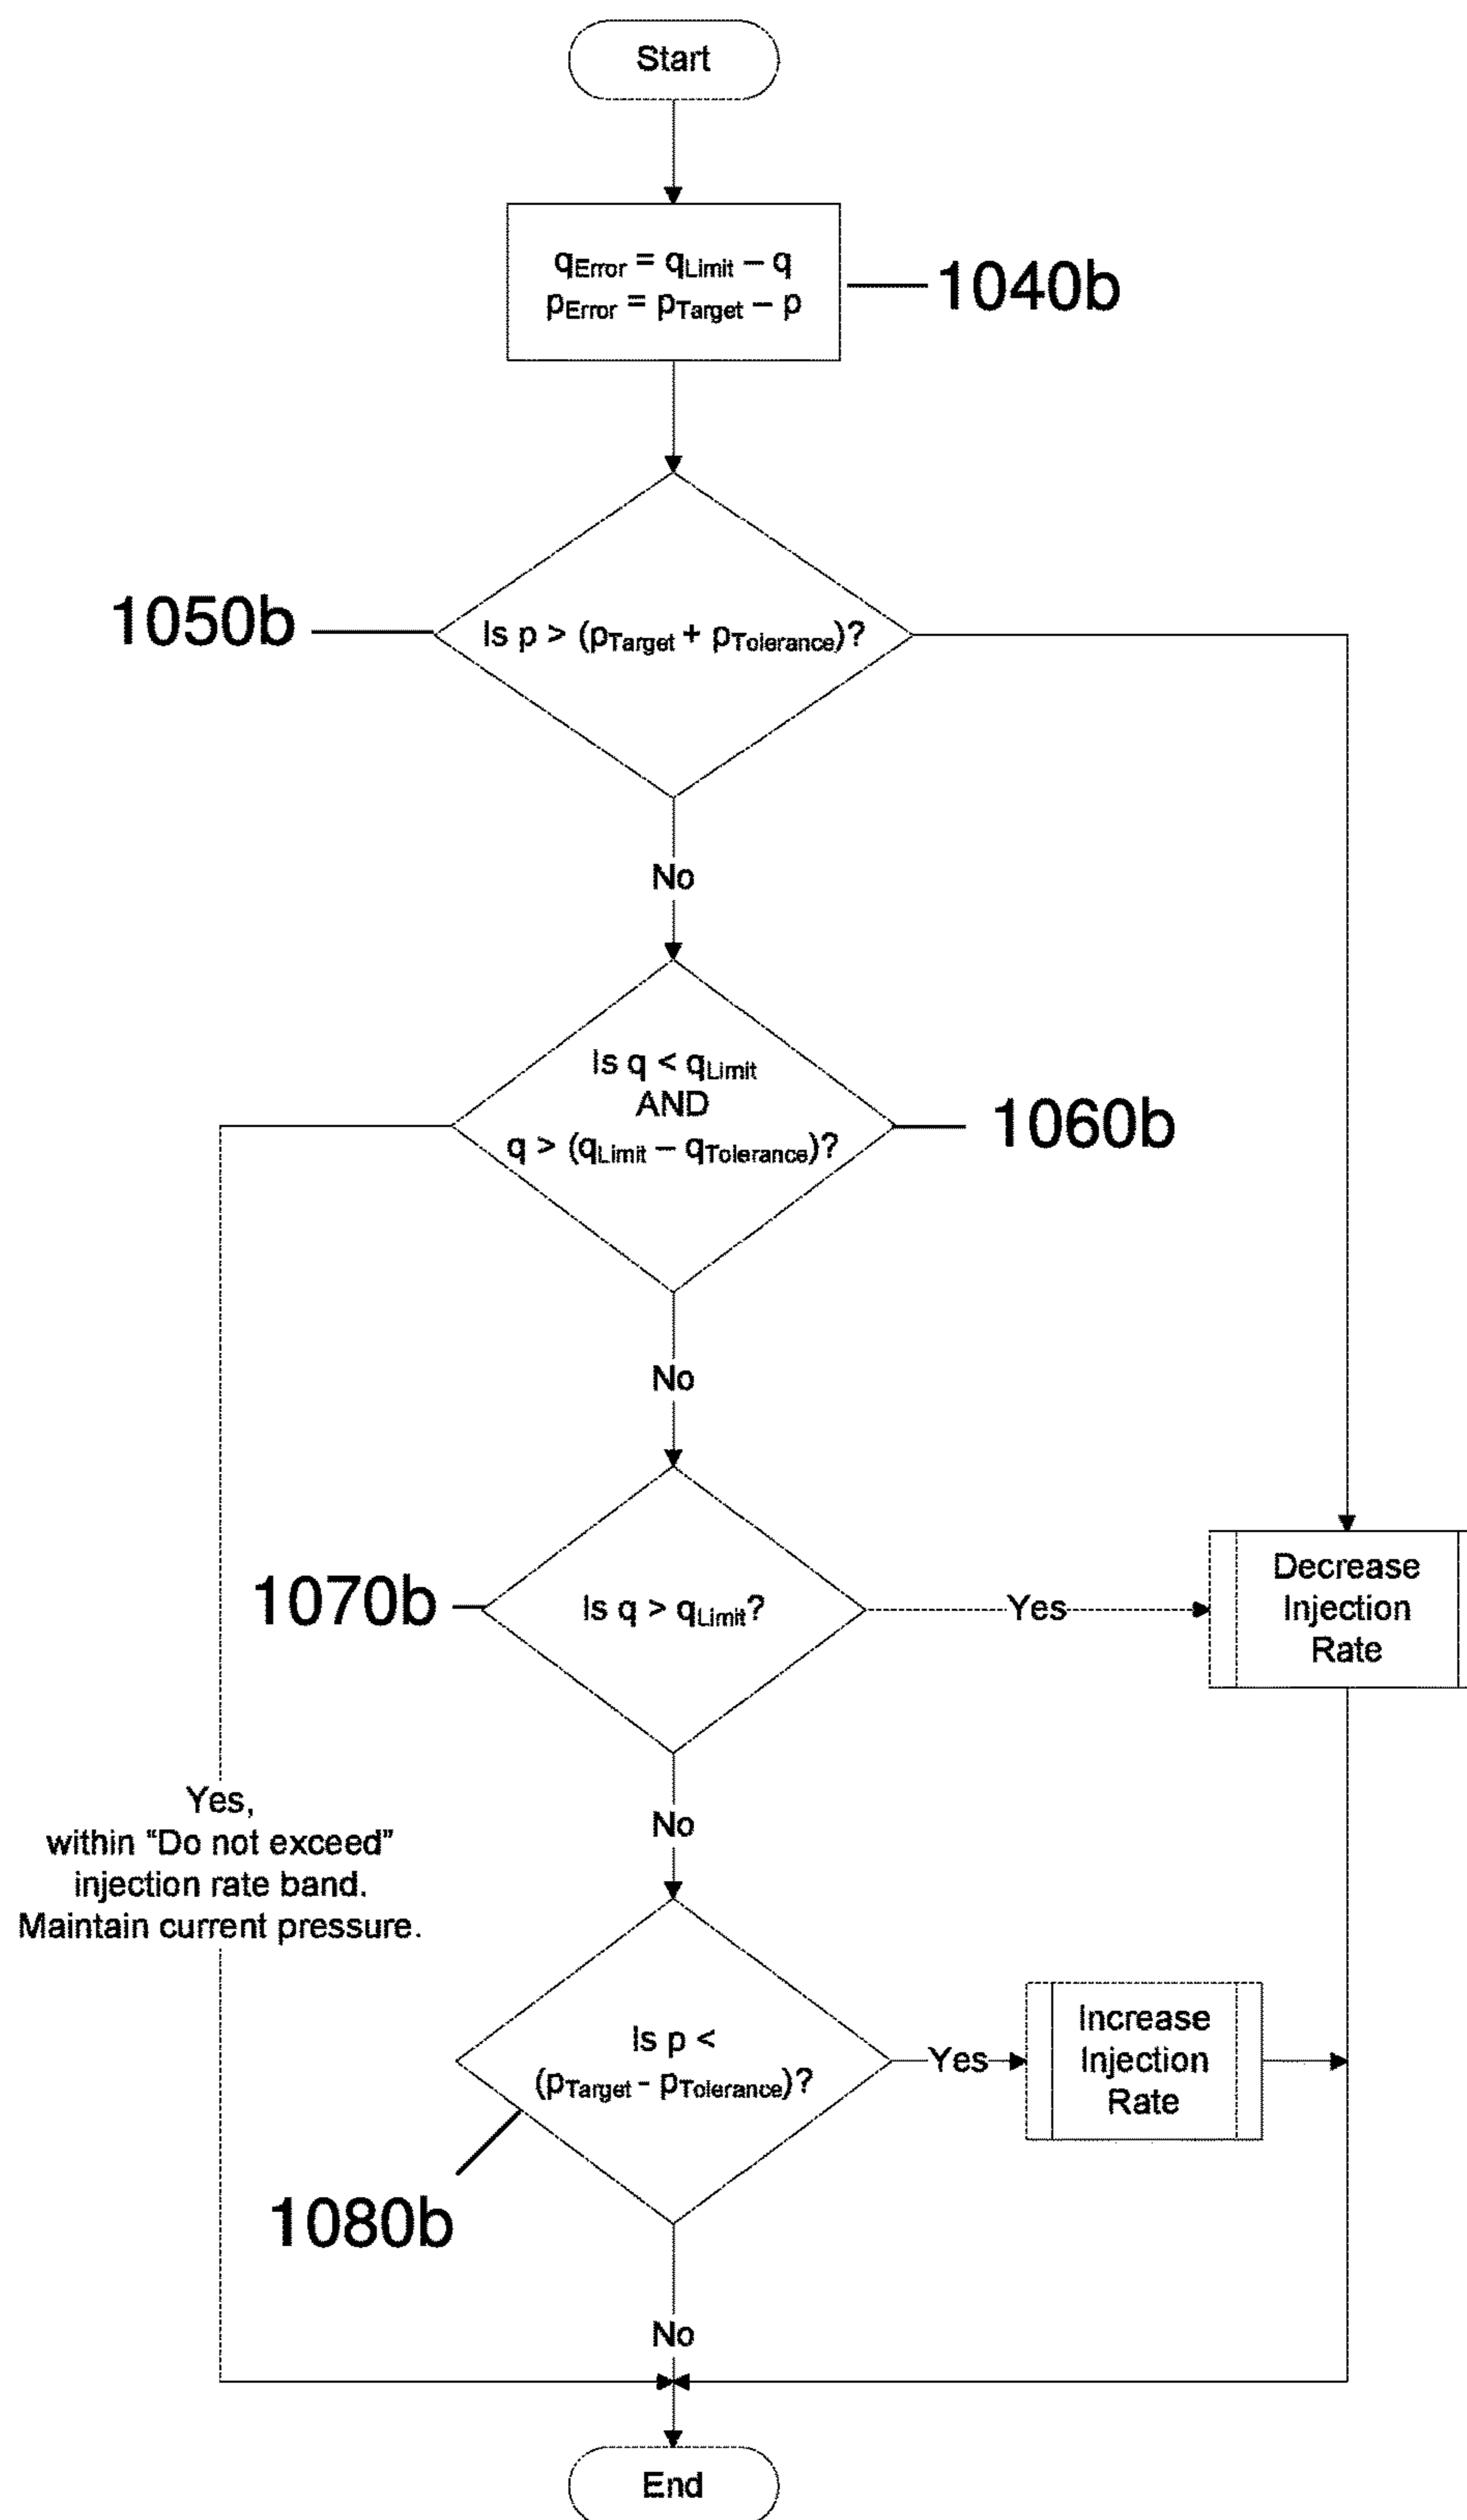 Start
qError = qLimit – q
pError = pTarget – p
1040b
1050b
Is p > (pTarget + pTolerance)?
No
Is q < qLimit
AND
q > (qLimit – qTolerance)?
1060b
No
1070b
Is q > qLimit?
Yes
Decrease
Injection
Rate
No
Yes,
within “Do not exceed”
injection rate band.
Maintain current pressure.
Is p <
(pTarget - pTolerance)?
Yes
Increase
Injection
Rate
1080b
No
End